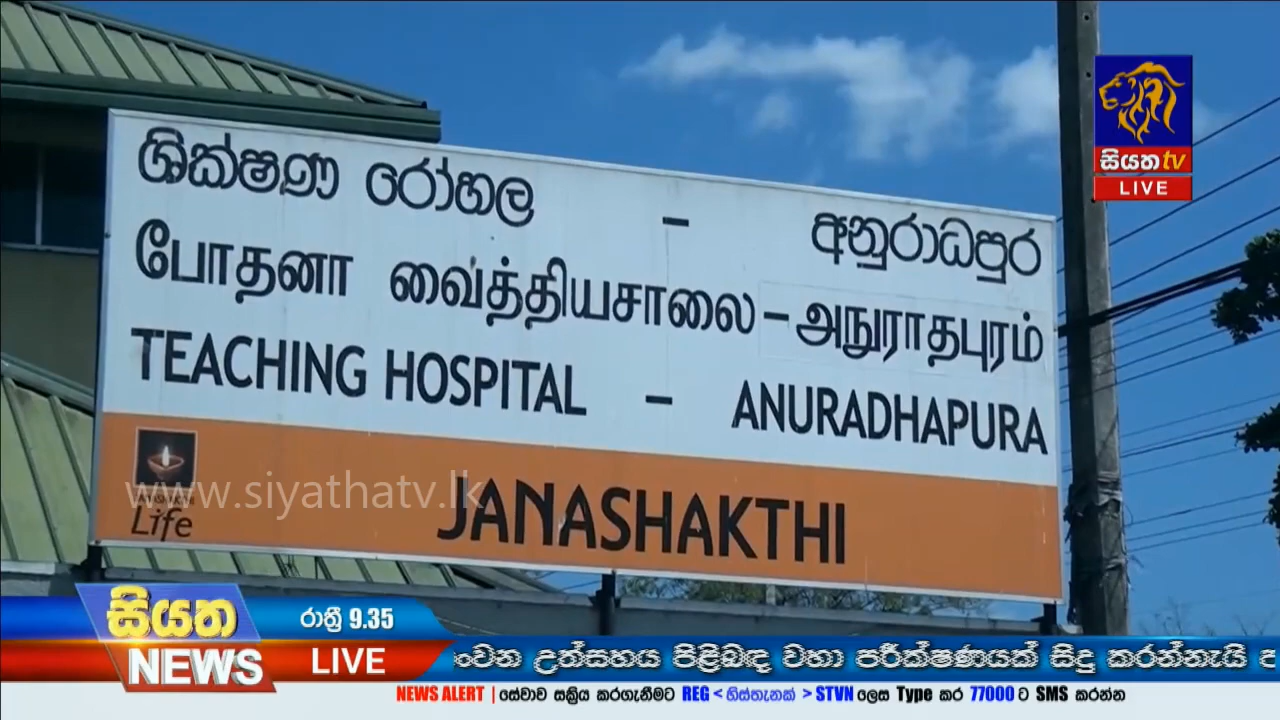 ශික්ෂණ රෝහල - අනුරාධපුර
போதனா வைத்தியசாலை - அநுராதபுரம்
TEACHING HOSPITAL - ANURADHAPURA
JANASHAKTHI
Life
www.siyathatv.lk
සියත tv
LIVE
සියත
NEWS
රාත්‍රී 9.35
LIVE
උත්සහය පිළිබඳ වහා පරීක්ෂණයක් සිදු කරන්නැයි
NEWS ALERT | සේවාව සක්‍රිය කරගැනීමට REG < හිස්තැනක් > STVN ලෙස Type කර 77000 ට SMS කරන්න